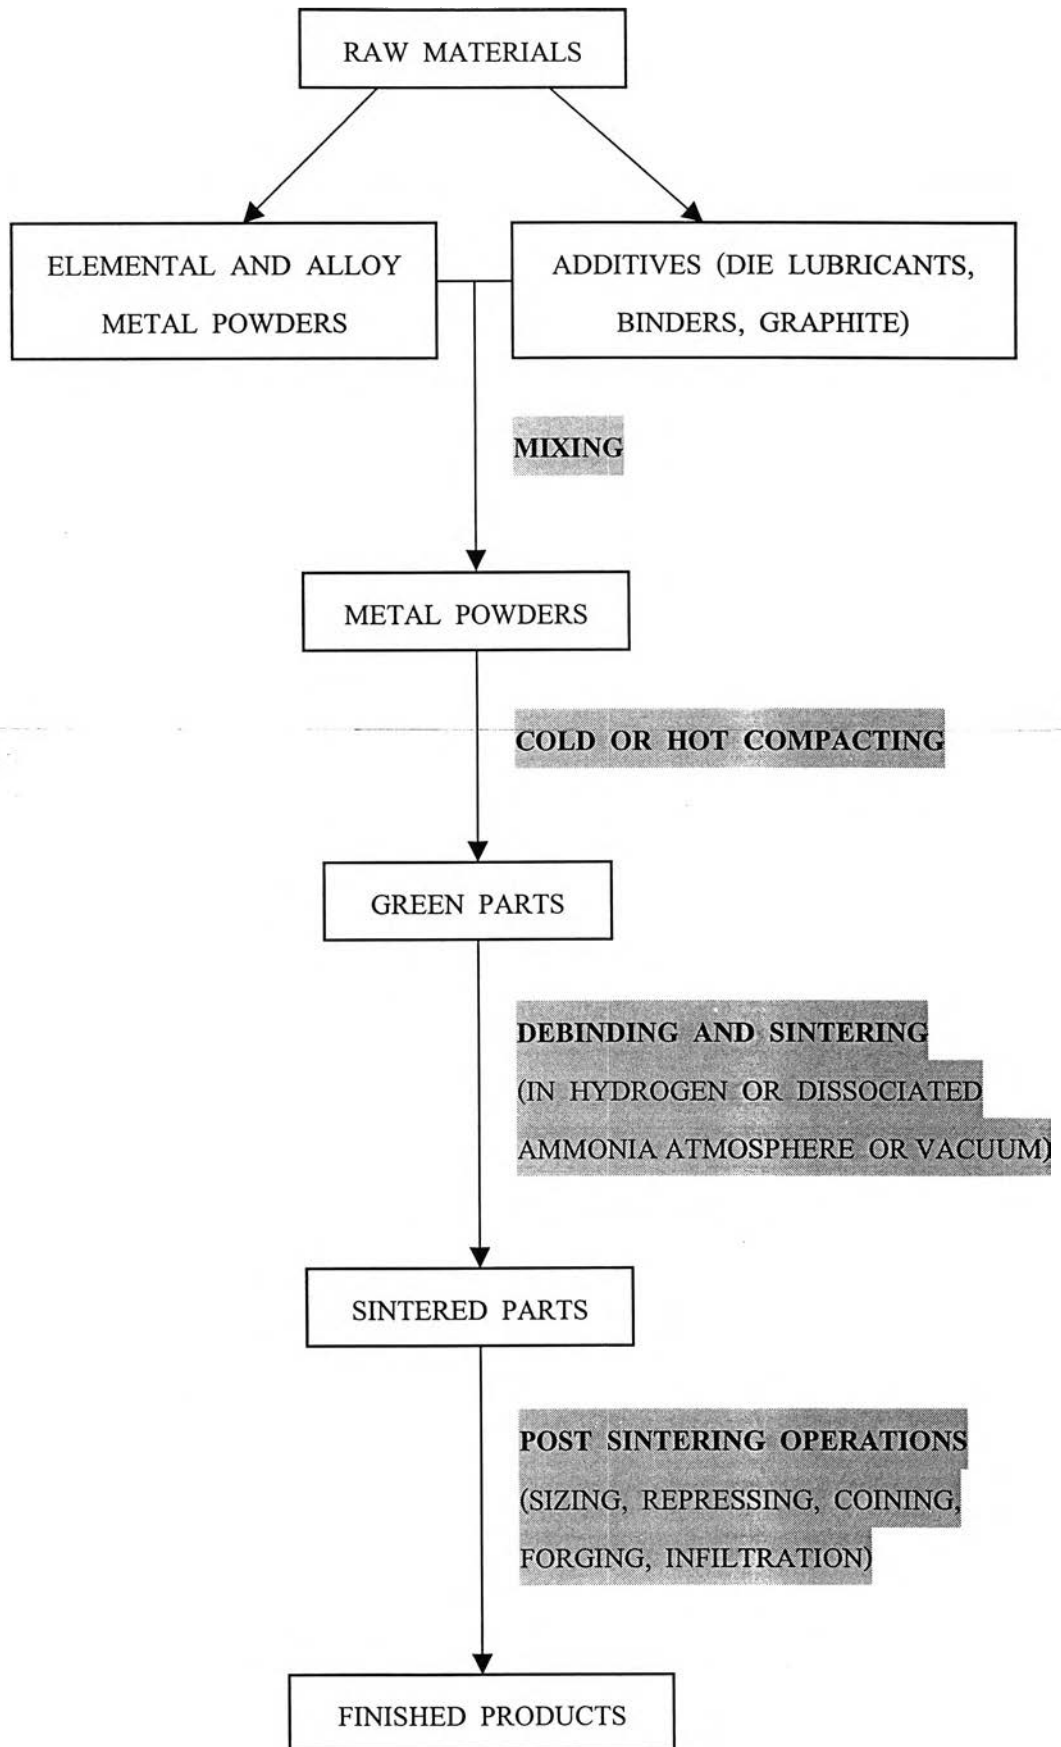 RAW MATERIALS
ELEMENTAL AND ALLOY
METAL POWDERS
ADDITIVES (DIE LUBRICANTS,
BINDERS, GRAPHITE)
MIXING
METAL POWDERS
COLD OR HOT COMPACTING
GREEN PARTS
DEBINDING AND SINTERING
(IN HYDROGEN OR DISSOCIATED
AMMONIA ATMOSPHERE OR VACUUM)
SINTERED PARTS
POST SINTERING OPERATIONS
(SIZING, REPRESSING, COINING,
FORGING, INFILTRATION)
FINISHED PRODUCTS